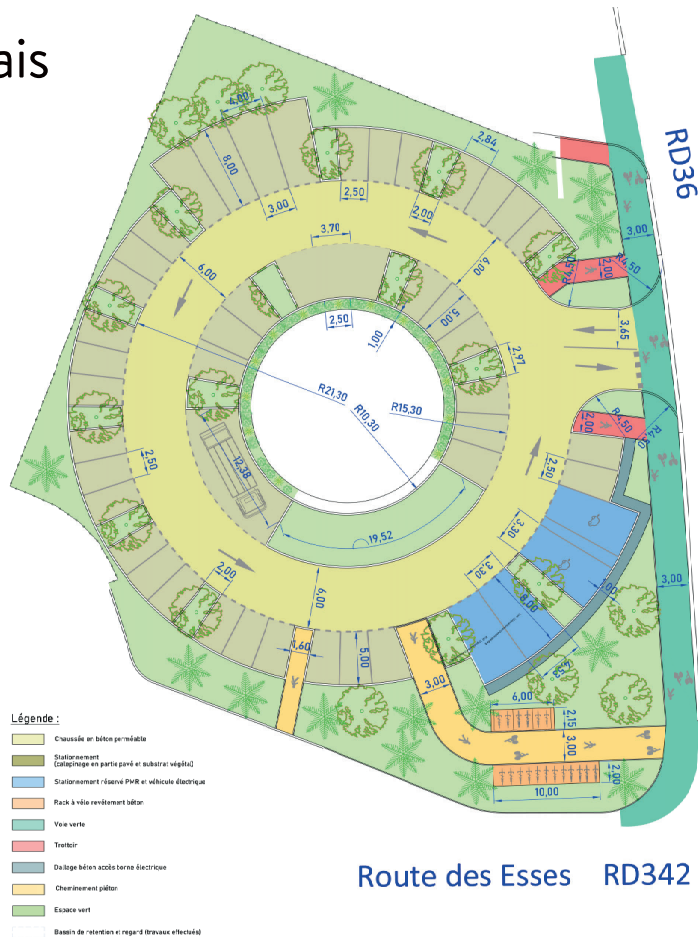 ais
RD36
4,00
2,84
8,00
3,00
2,50
2,00
3,70
3,00
6,00
6,00
R4,50
2,00
R4,50
5,00
2,50
1,00
3,65
2,97
R21,30
R10,30
R15,30
R4,50
2,00
R4,50
12,38
2,50
2,50
19,52
3,30
3,30
2,00
6,00
8,00
1,00
3,00
1,60
5,00
4,53
3,00
6,00
2,15
3,00
2,00
10,00
Légende :
Chaussée en béton perméable
Stationnement
(calepinage en partie pavé et substrat végétal)
Stationnement réservé PMR et véhicule électrique
Rack à vélo revêtement béton
Voie verte
Trottoir
Dallage béton accès borne électrique
Cheminement piéton
Espace vert
Bassin de retention et regard (travaux effectués)
Route des Esses RD342